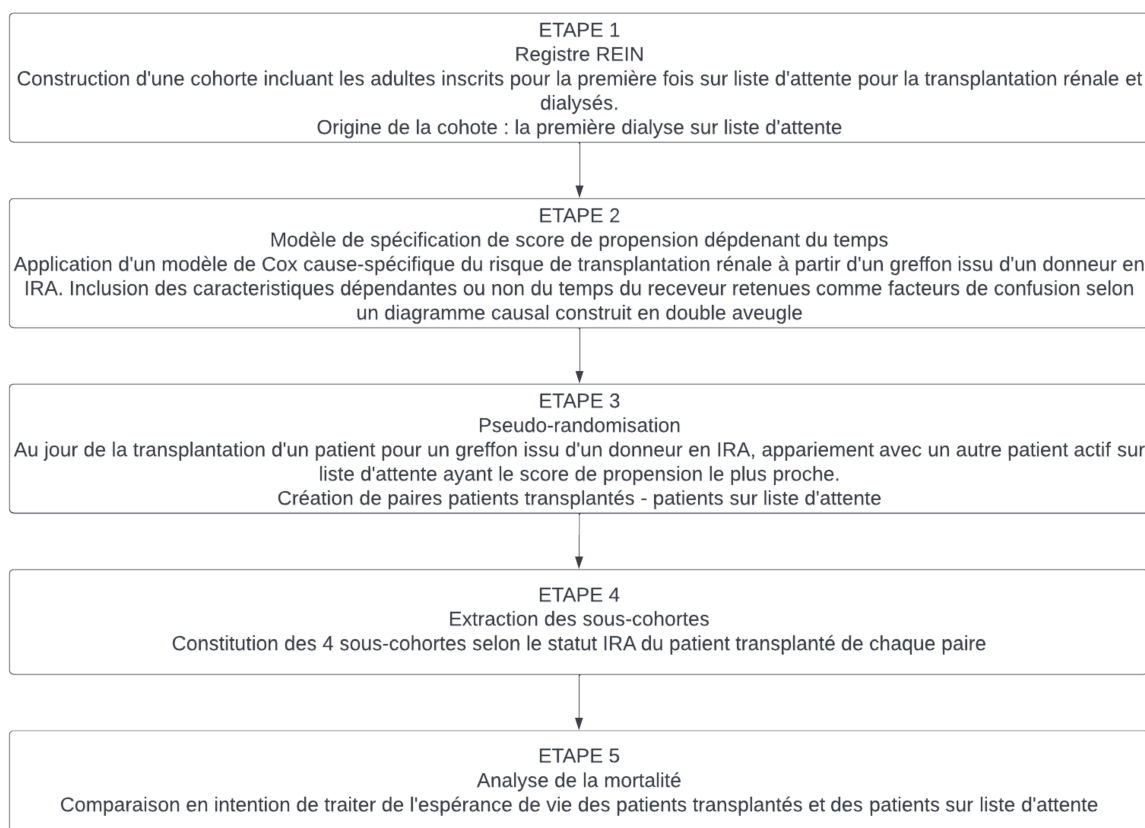 ETAPE 1
Registre REIN
Construction d'une cohorte incluant les adultes inscrits pour la première fois sur liste d'attente pour la transplantation rénale et
dialysés.
Origine de la cohote : la première dialyse sur liste d'attente
ETAPE 2
Modèle de spécification de score de propension dépdenant du temps
Application d'un modèle de Cox cause-spécifique du risque de transplantation rénale à partir d'un greffon issu d'un donneur en
IRA. Inclusion des caracteristiques dépendantes ou non du temps du receveur retenues comme facteurs de confusion selon
un diagramme causal construit en double aveugle
ETAPE 3
Pseudo-randomisation
Au jour de la transplantation d'un patient pour un greffon issu d'un donneur en IRA, appariement avec un autre patient actif sur
liste d'attente ayant le score de propension le plus proche.
Création de paires patients transplantés - patients sur liste d'attente
ETAPE 4
Extraction des sous-cohortes
Constitution des 4 sous-cohortes selon le statut IRA du patient transplanté de chaque paire
ETAPE 5
Analyse de la mortalité
Comparaison en intention de traiter de l'espérance de vie des patients transplantés et des patients sur liste d'attente